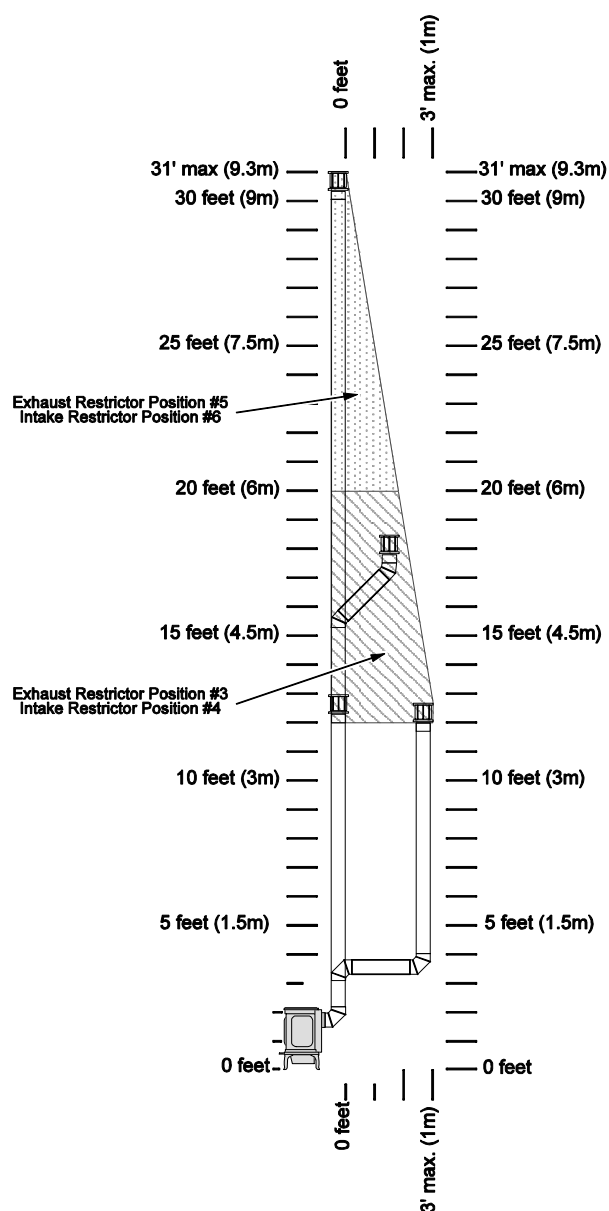 0 feet
3' max. (1m)
31' max (9.3m)
31' max (9.3m)
30 feet (9m)
30 feet (9m)
25 feet (7.5m)
25 feet (7.5m)
Exhaust Restrictor Position #5
Intake Restrictor Position #6
20 feet (6m)
20 feet (6m)
15 feet (4.5m)
15 feet (4.5m)
Exhaust Restrictor Position #3
Intake Restrictor Position #4
10 feet (3m)
10 feet (3m)
5 feet (1.5m)
5 feet (1.5m)
0 feet
0 feet
0 feet
3' max. (1m)